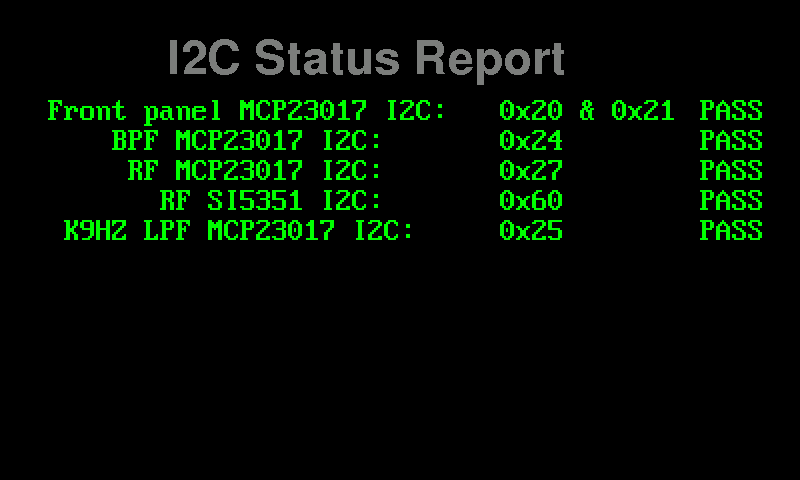 I2C Status Report
Front panel MCP23017 I2C: 0x20 & 0x21 PASS
BPF MCP23017 I2C: 0x24 PASS
RF MCP23017 I2C: 0x27 PASS
RF SI5351 I2C: 0x60 PASS
K9HZ LPF MCP23017 I2C: 0x25 PASS